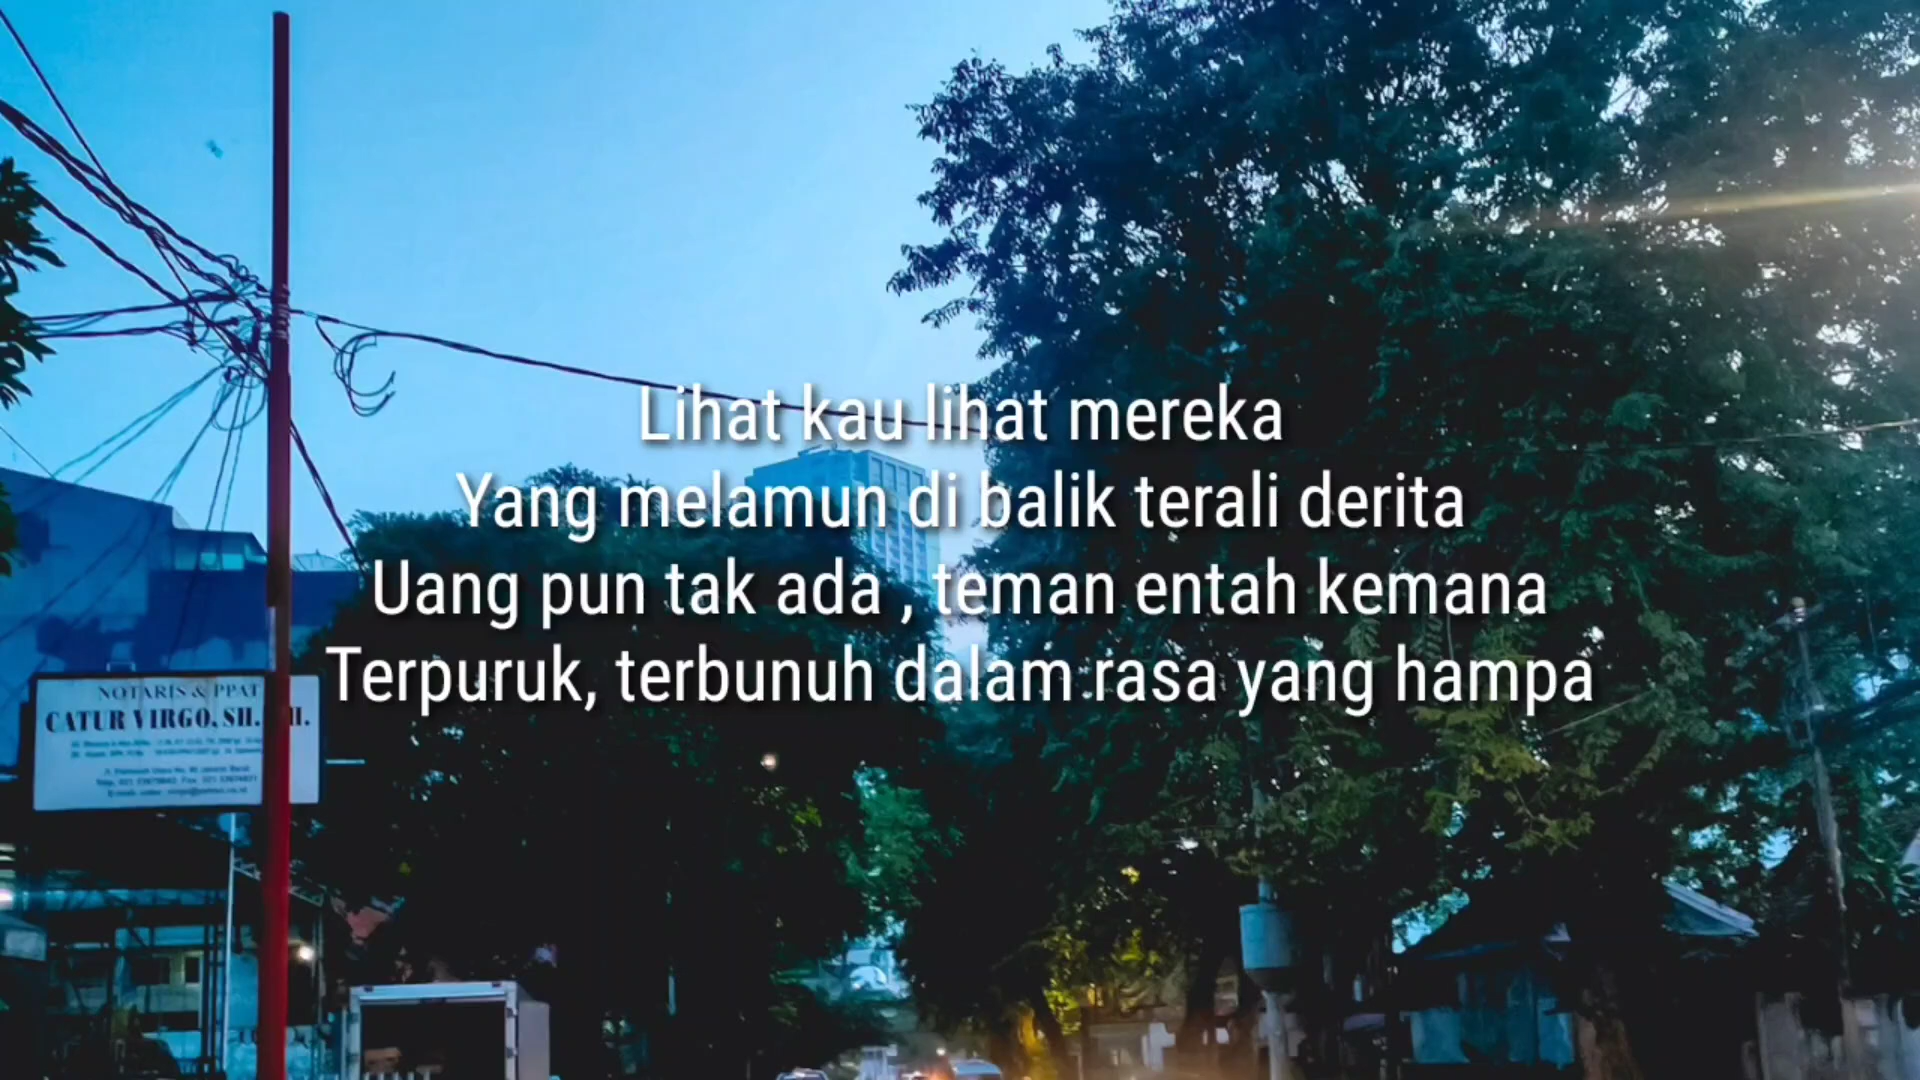 Lihat kau lihat mereka
Yang melamun di balik terali derita
Uang pun tak ada , teman entah kemana
Terpuruk, terbunuh dalam rasa yang hampa
NOTARIS & PPAT
CATUR VIRGO, SH.